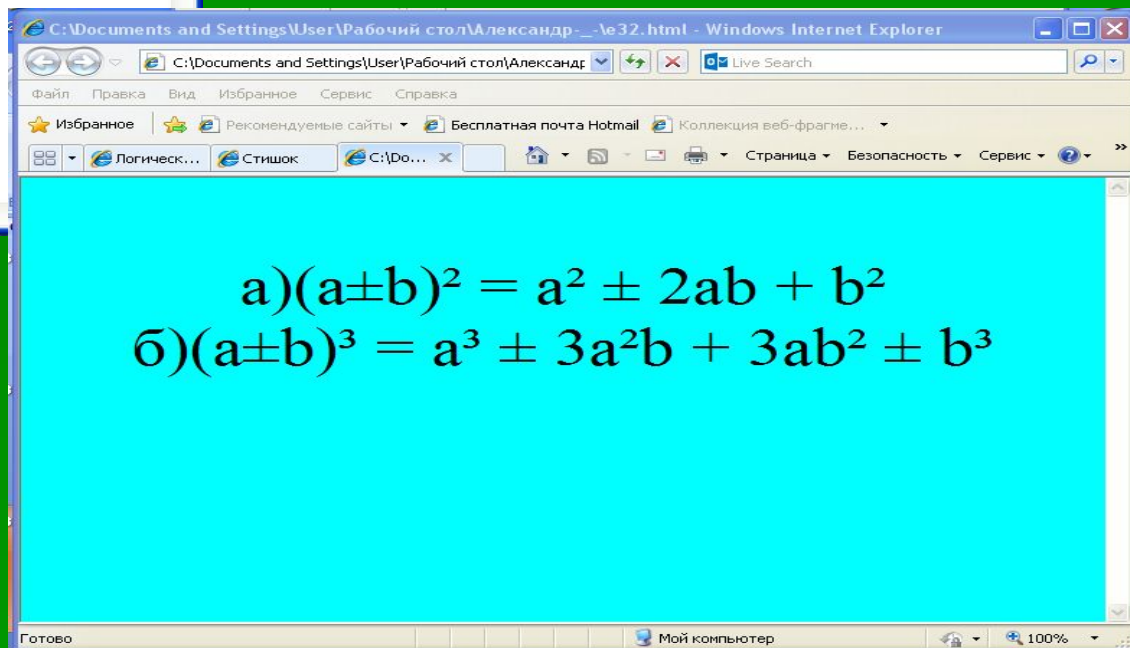 C:\Documents and Settings\User\Рабочий стол\Александр-_-\e32.html - Windows Internet Explorer
C:\Documents and Settings\User\Рабочий стол\Александр Live Search
Файл Правка Вид Избранное Сервис Справка
Избранное Рекомендуемые сайты Бесплатная почта Hotmail Коллекция веб-фрагме...
Логическ... Стишок C:\Do... Страница Безопасность Сервис »
а)(a±b)² = a² ± 2ab + b²
б)(a±b)³ = a³ ± 3a²b + 3ab² ± b³
Готово Мой компьютер 100%